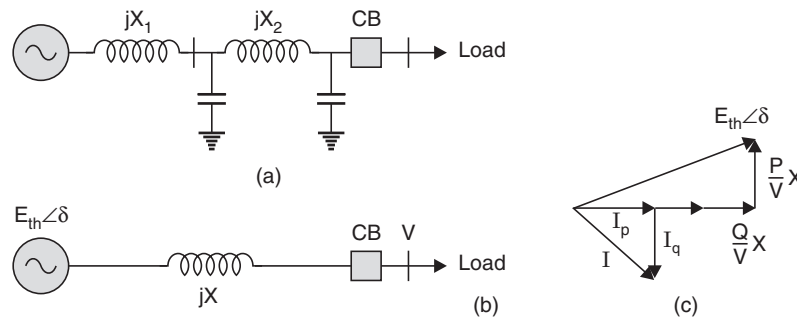 jX1 jX2 CB
Load
(a)
Eth∠δ
CB V
Load
jX
(b)
Eth∠δ
P/V X
Ip
Q/V X
Iq
I
(c)